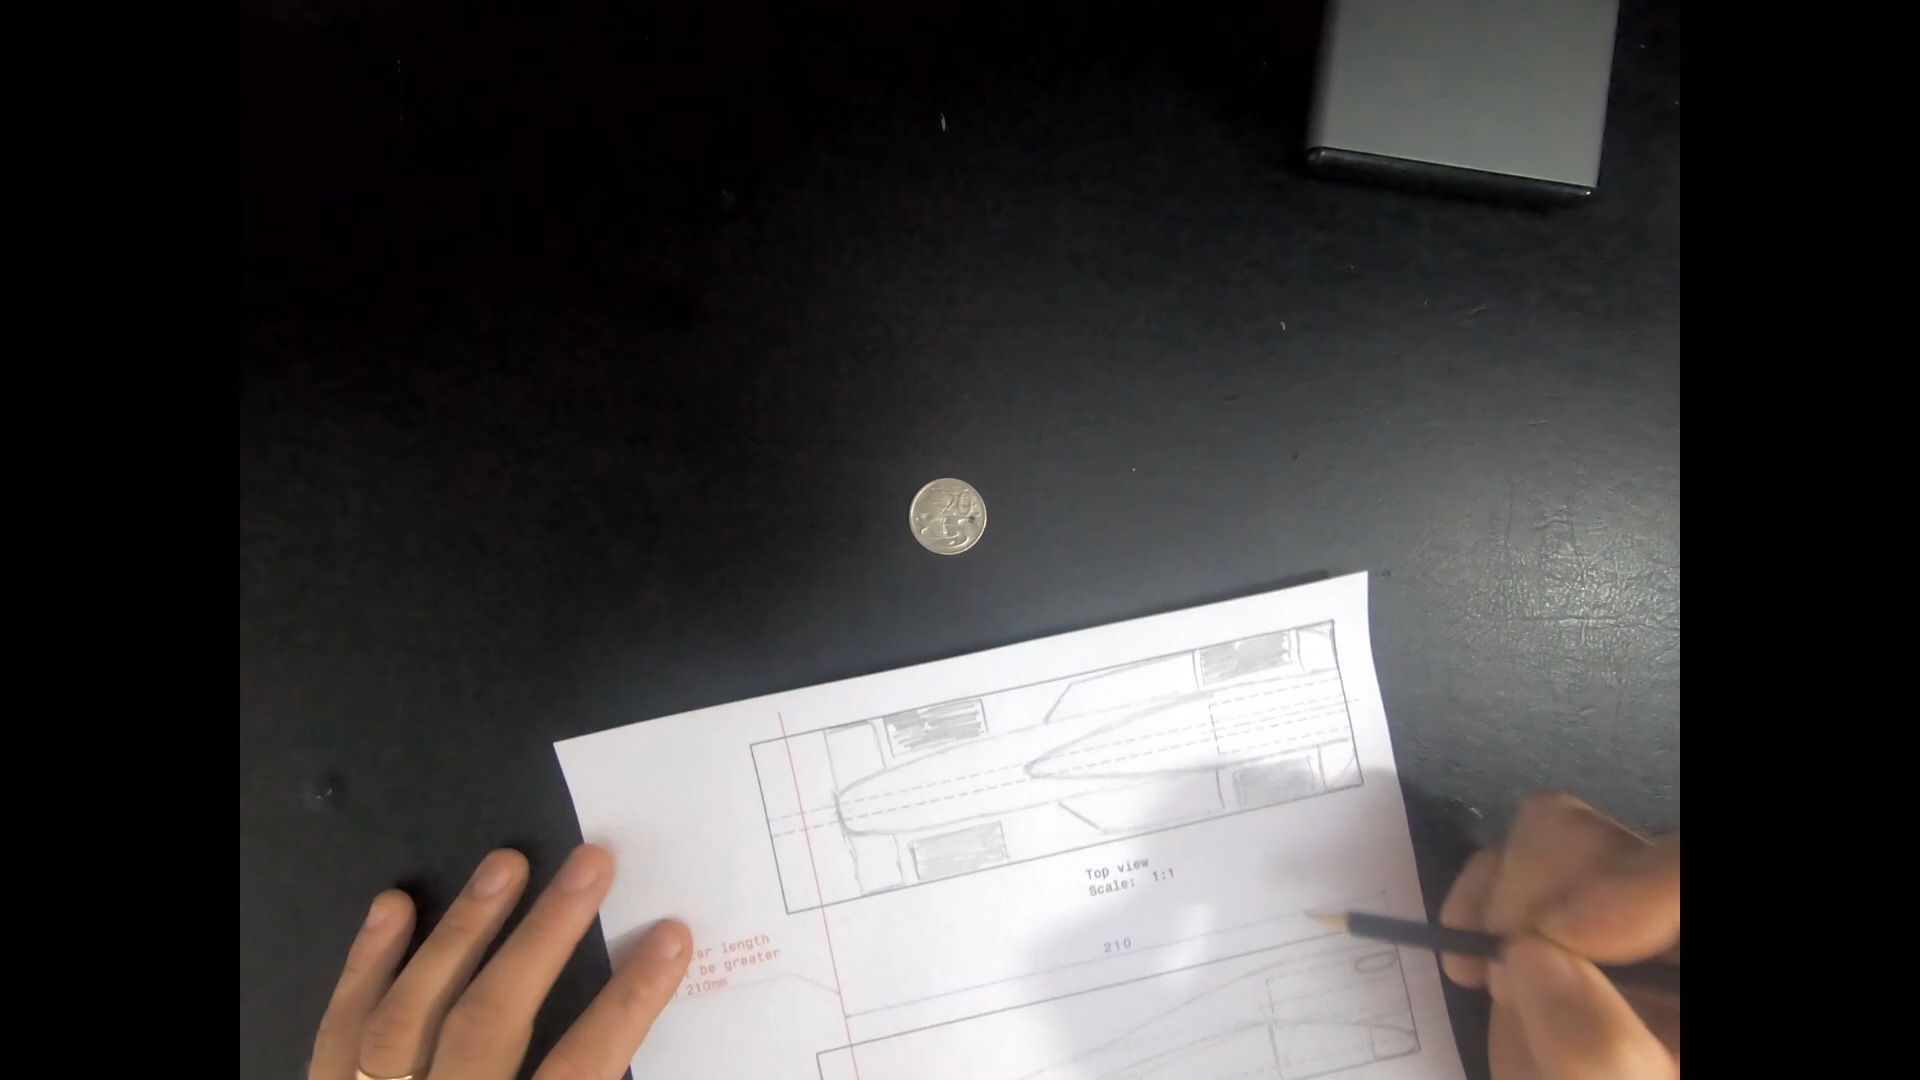 20
Top view
Scale: 1:1
210
car length
be greater
210mm